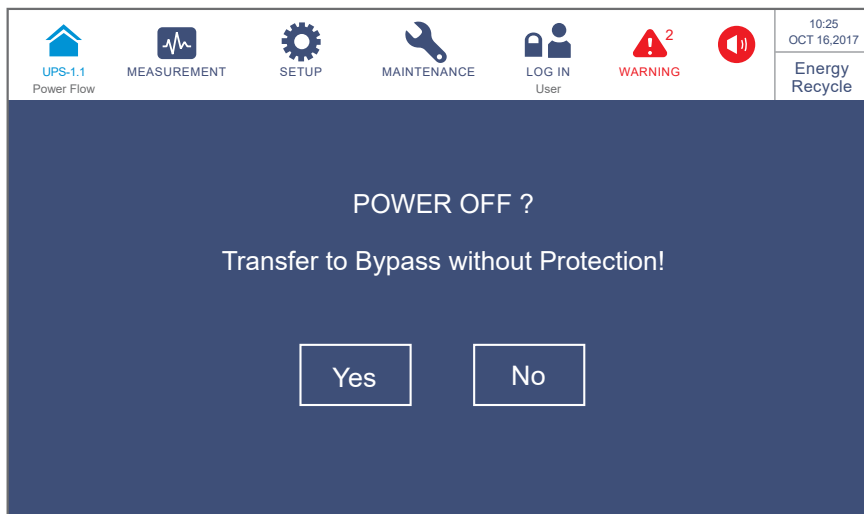 UPS-1.1
Power Flow
MEASUREMENT
SETUP
MAINTENANCE
LOG IN
User
2
WARNING
10:25
OCT 16,2017
Energy
Recycle
POWER OFF ?
Transfer to Bypass without Protection!
Yes
No